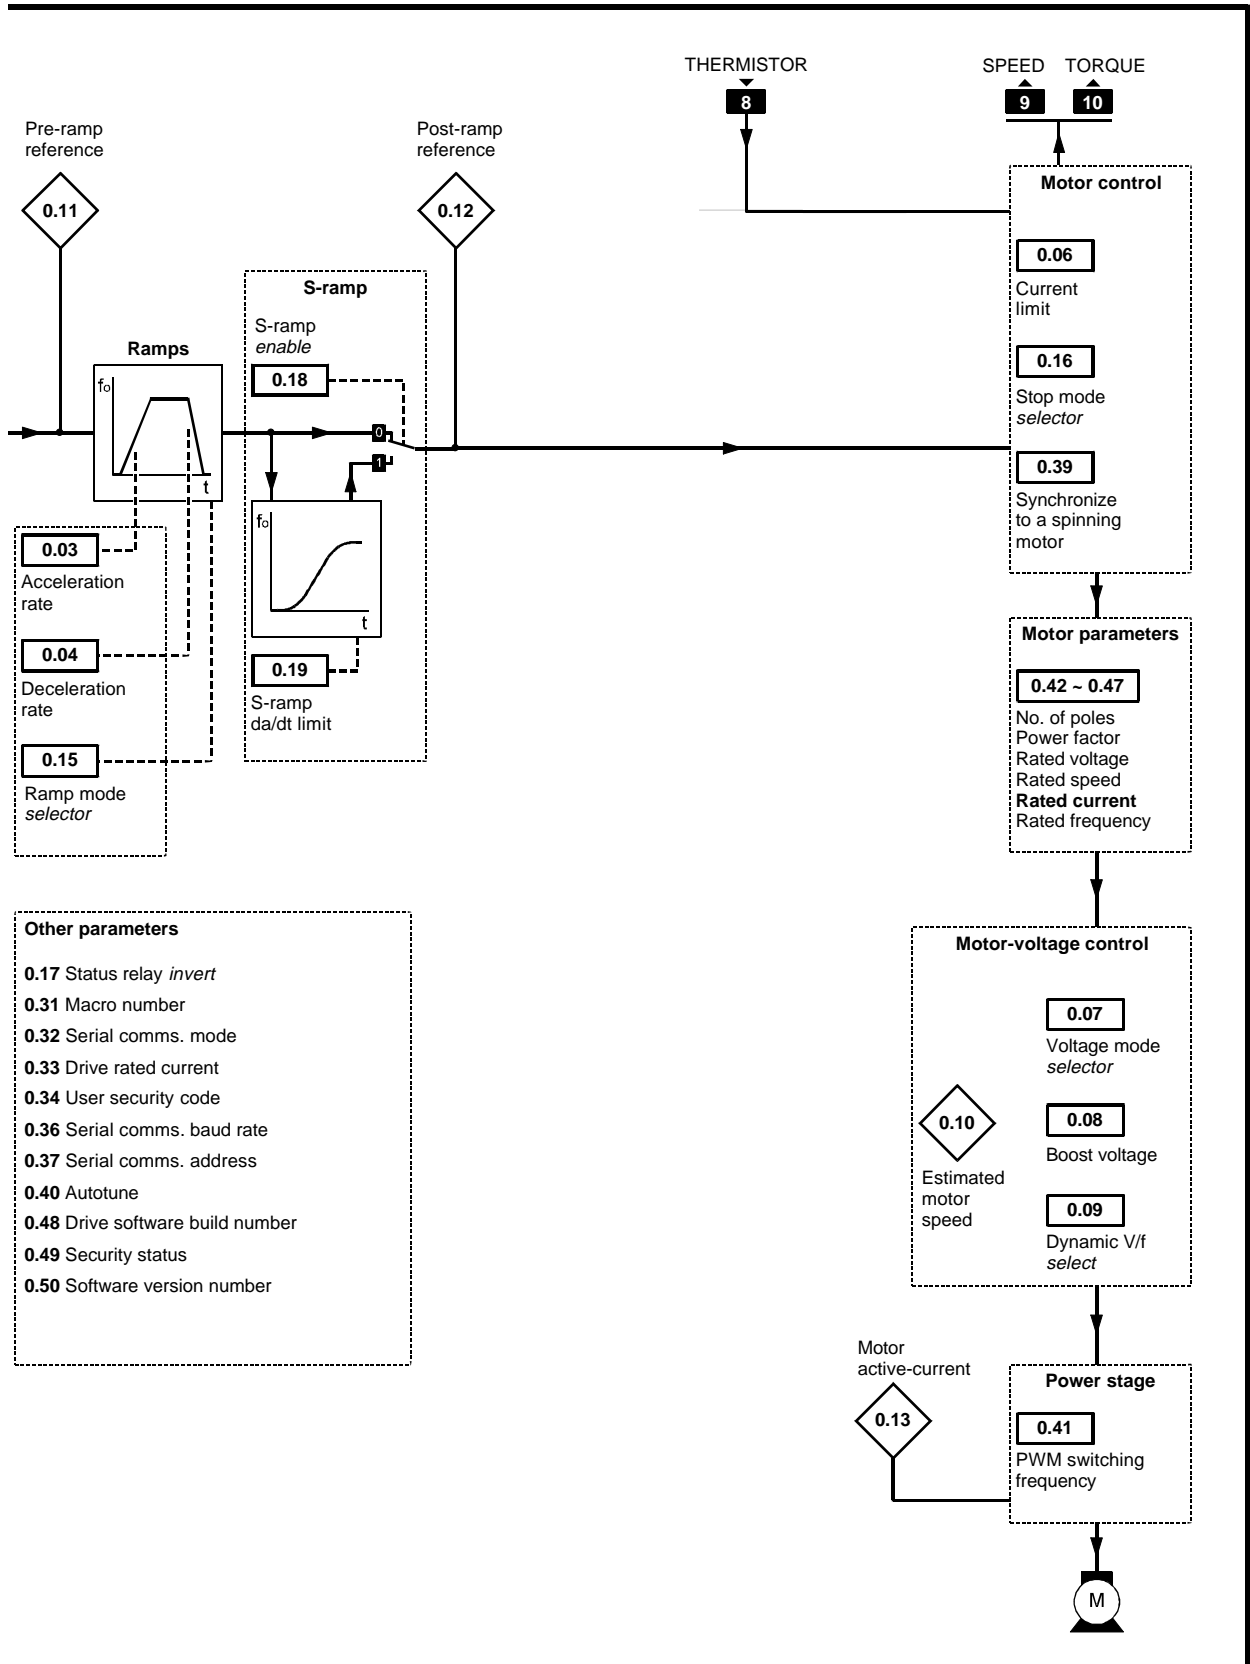 THERMISTOR
8
SPEED TORQUE
9 10
Pre-ramp
reference
0.11
Post-ramp
reference
0.12
Ramps
fo
t
0.03
Acceleration
rate
0.04
Deceleration
rate
0.15
Ramp mode
selector
S-ramp
S-ramp
enable
0.18
0
1
fo
t
0.19
S-ramp
da/dt limit
Motor control
0.06
Current
limit
0.16
Stop mode
selector
0.39
Synchronize
to a spinning
motor
Motor parameters
0.42 ~ 0.47
No. of poles
Power factor
Rated voltage
Rated speed
Rated current
Rated frequency
Other parameters
0.17 Status relay invert
0.31 Macro number
0.32 Serial comms. mode
0.33 Drive rated current
0.34 User security code
0.36 Serial comms. baud rate
0.37 Serial comms. address
0.40 Autotune
0.48 Drive software build number
0.49 Security status
0.50 Software version number
Motor-voltage control
0.07
Voltage mode
selector
0.10
Estimated
motor
speed
0.08
Boost voltage
0.09
Dynamic V/f
select
Motor
active-current
0.13
Power stage
0.41
PWM switching
frequency
M